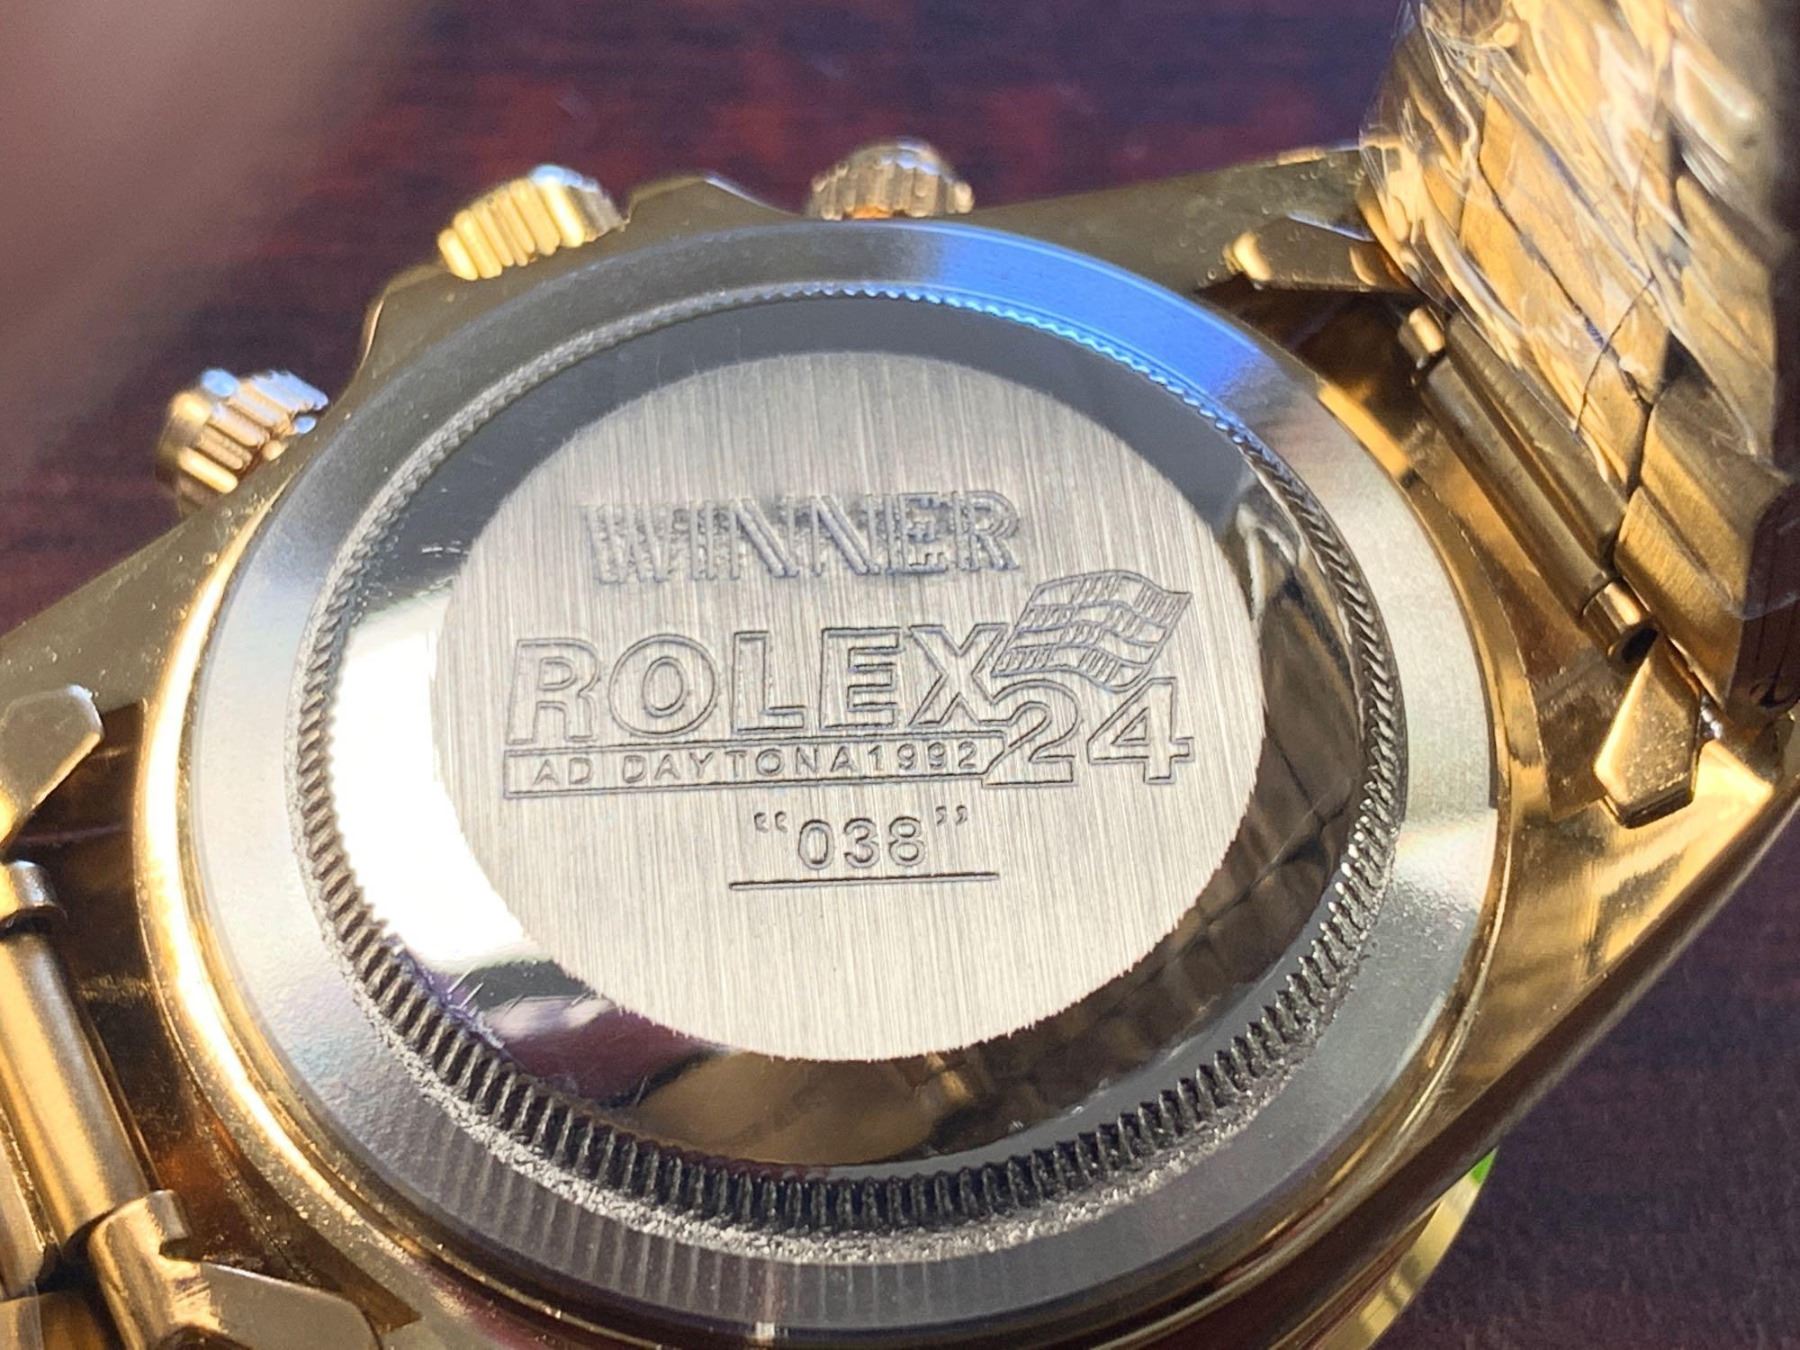 WINNER
ROLEX 24
AD DAYTONA 1992
“038”